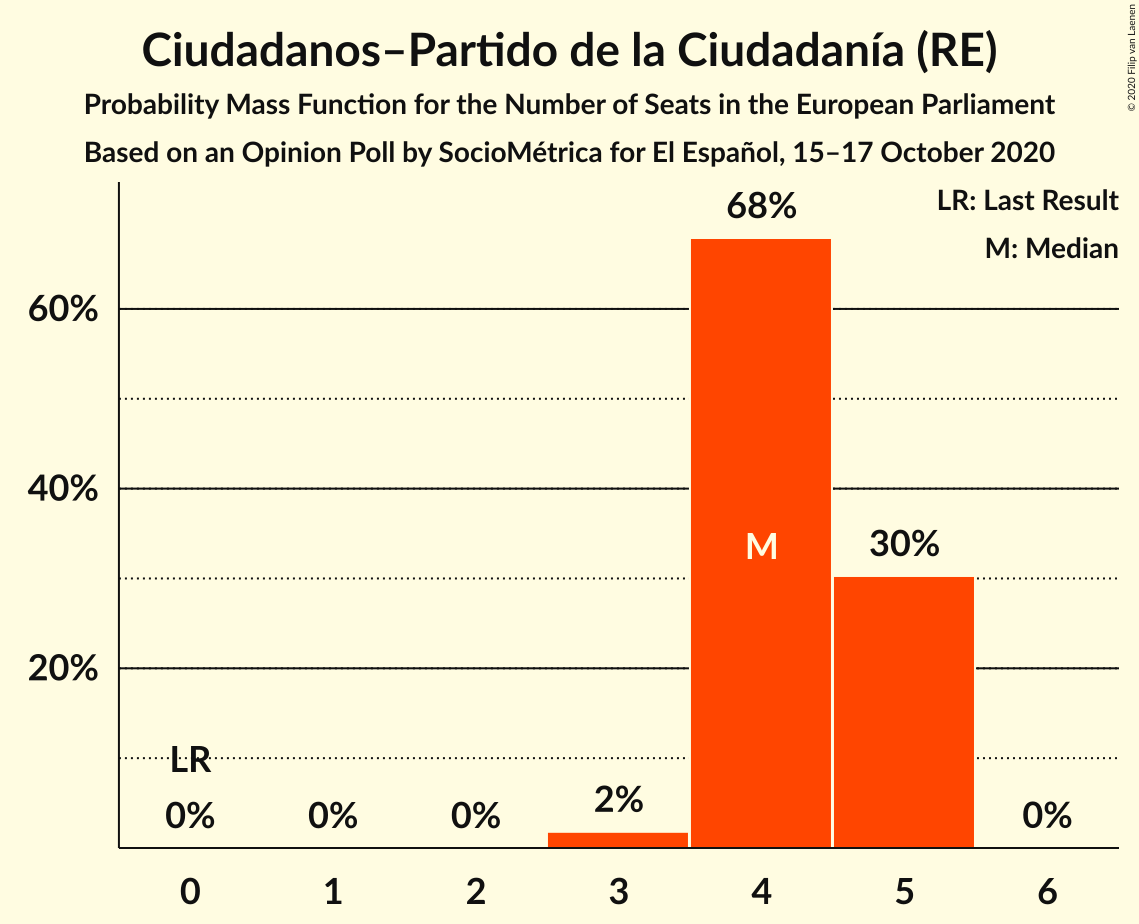 Ciudadanos–Partido de la Ciudadanía (RE)
Probability Mass Function for the Number of Seats in the European Parliament
Based on an Opinion Poll by SocioMétrica for El Español, 15–17 October 2020
© 2020 Filip van Laenen
LR: Last Result
M: Median
68%
60%
40%
M
30%
20%
LR
0%
0%
0%
2%
0%
0
1
2
3
4
5
6